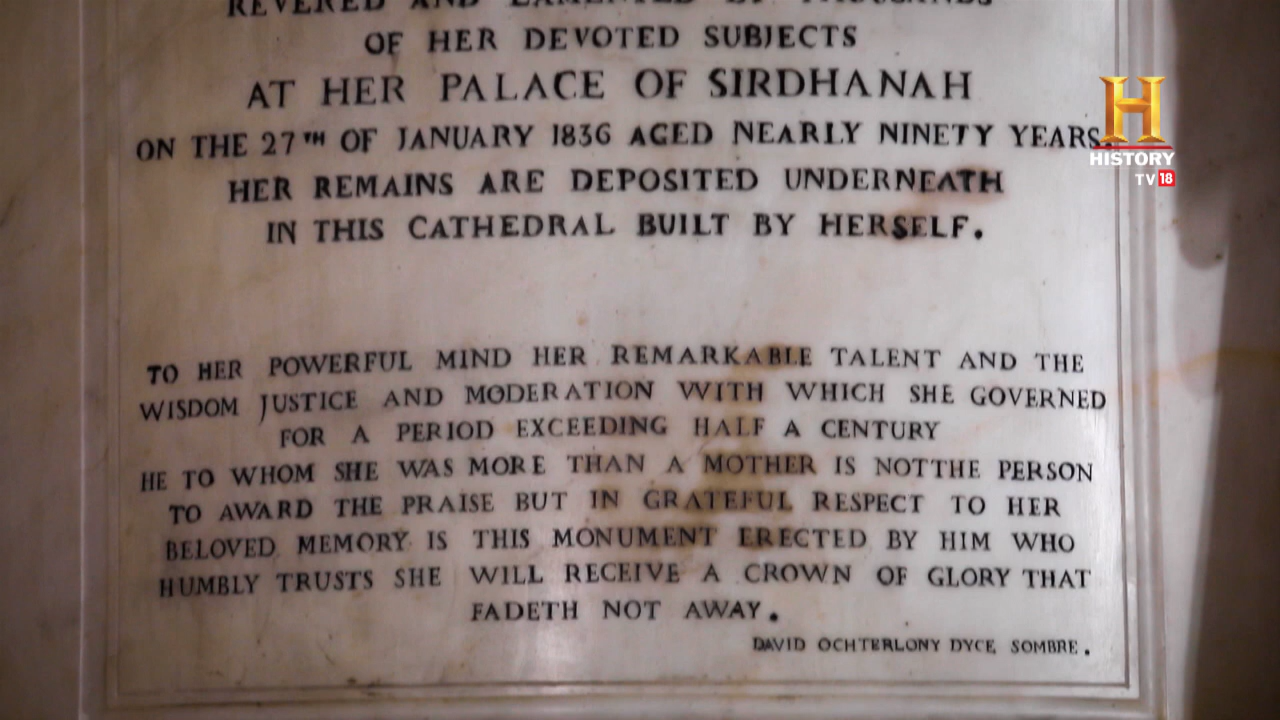 REVERED AND LAMENTED BY THOUSANDS
OF HER DEVOTED SUBJECTS
AT HER PALACE OF SIRDHANAH
ON THE 27TH OF JANUARY 1836 AGED NEARLY NINETY YEARS.
HER REMAINS ARE DEPOSITED UNDERNEATH
IN THIS CATHEDRAL BUILT BY HERSELF.
TO HER POWERFUL MIND HER REMARKABLE TALENT AND THE
WISDOM JUSTICE AND MODERATION WITH WHICH SHE GOVERNED
FOR A PERIOD EXCEEDING HALF A CENTURY
HE TO WHOM SHE WAS MORE THAN A MOTHER IS NOTTHE PERSON
TO AWARD THE PRAISE BUT IN GRATEFUL RESPECT TO HER
BELOVED MEMORY IS THIS MONUMENT ERECTED BY HIM WHO
HUMBLY TRUSTS SHE WILL RECEIVE A CROWN OF GLORY THAT
FADETH NOT AWAY.
DAVID OCHTERLONY DYCE SOMBRE.
H
HISTORY
TV18